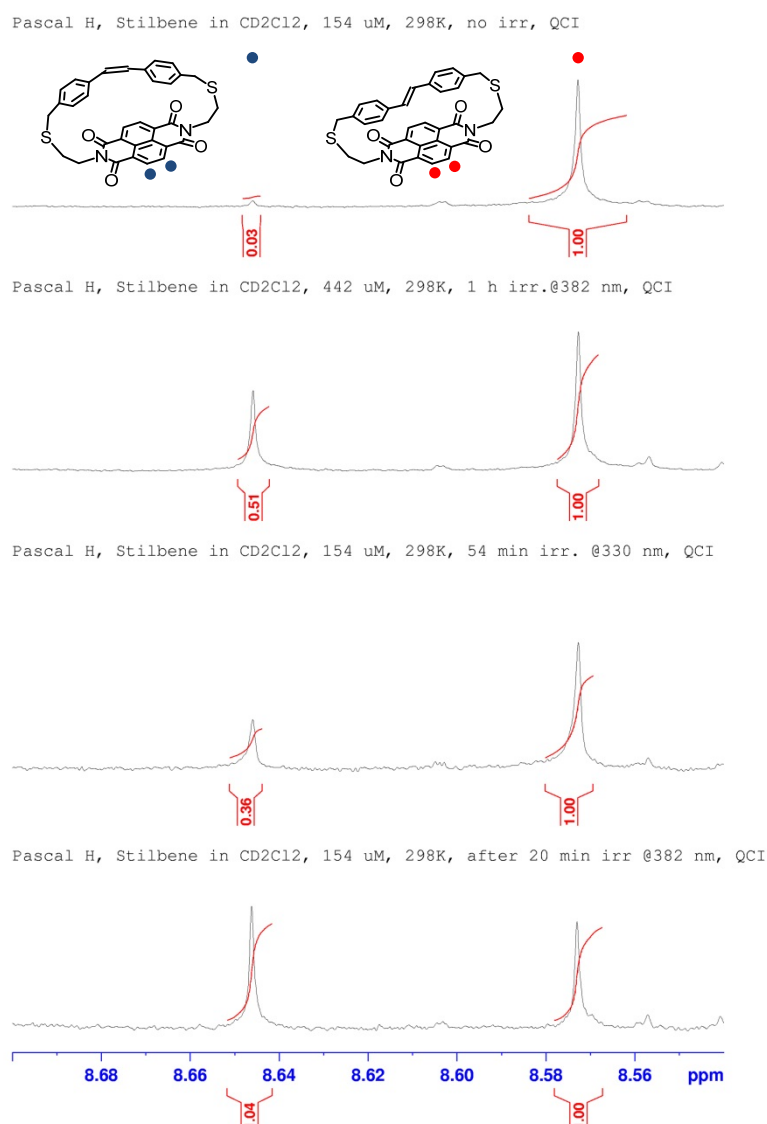 Pascal H, Stilbene in CD2Cl2, 154 uM, 298K, no irr, QCI
S
O
O
N
S
N
O
O
S
O
O
N
S
N
O
O
0.03
1.00
Pascal H, Stilbene in CD2Cl2, 442 uM, 298K, 1 h irr.@382 nm, QCI
0.51
1.00
Pascal H, Stilbene in CD2Cl2, 154 uM, 298K, 54 min irr. @330 nm, QCI
0.36
1.00
Pascal H, Stilbene in CD2Cl2, 154 uM, 298K, after 20 min irr @382 nm, QCI
8.68 8.66 8.64 8.62 8.60 8.58 8.56 ppm
.04
.00